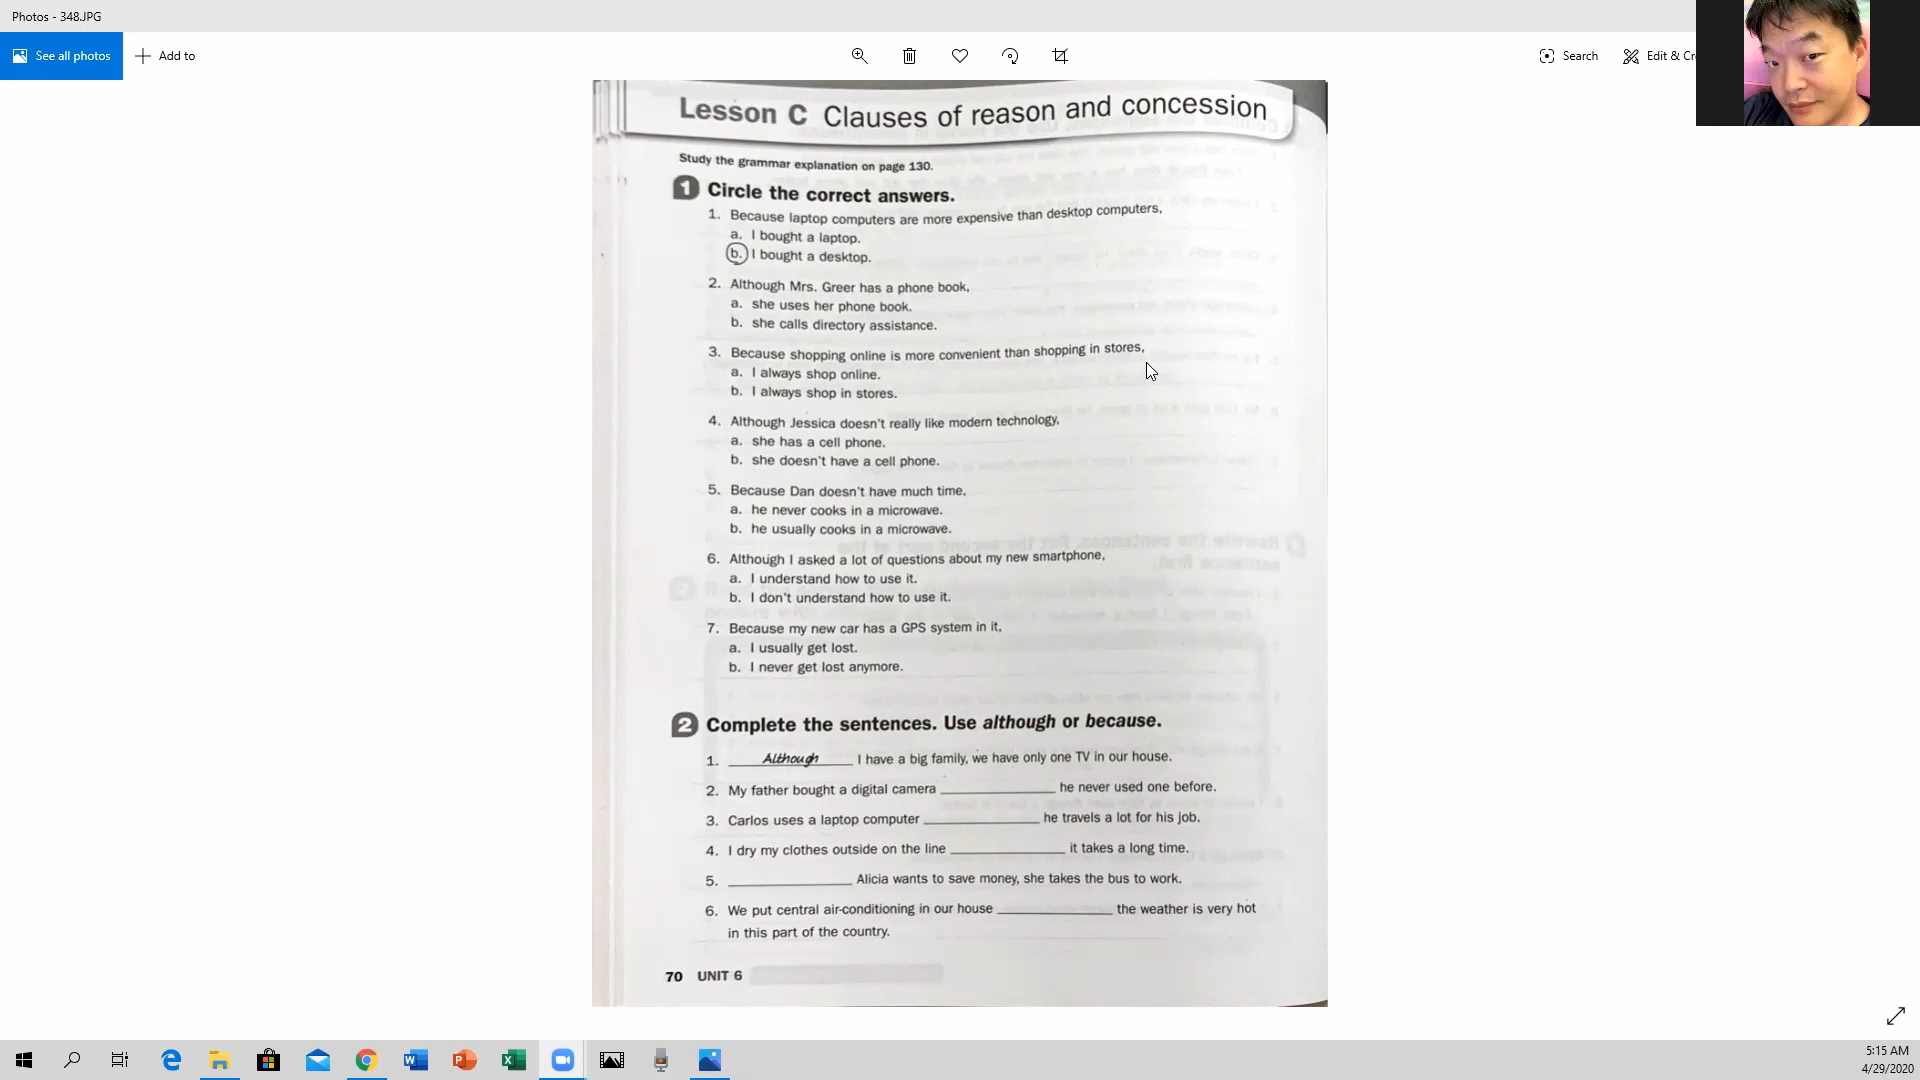 Photos - 348.JPG
See all photos
Add to
Search
Edit & Cr
Lesson C Clauses of reason and concession
Study the grammar explanation on page 130.
1 Circle the correct answers.
1. Because laptop computers are more expensive than desktop computers,
a. I bought a laptop.
b. I bought a desktop.
2. Although Mrs. Greer has a phone book,
a. she uses her phone book.
b. she calls directory assistance.
3. Because shopping online is more convenient than shopping in stores,
a. I always shop online.
b. I always shop in stores.
4. Although Jessica doesn't really like modern technology,
a. she has a cell phone.
b. she doesn't have a cell phone.
5. Because Dan doesn't have much time,
a. he never cooks in a microwave.
b. he usually cooks in a microwave.
6. Although I asked a lot of questions about my new smartphone,
a. I understand how to use it.
b. I don't understand how to use it.
7. Because my new car has a GPS system in it,
a. I usually get lost.
b. I never get lost anymore.
2 Complete the sentences. Use although or because.
1. Although I have a big family, we have only one TV in our house.
2. My father bought a digital camera ____________ he never used one before.
3. Carlos uses a laptop computer ____________ he travels a lot for his job.
4. I dry my clothes outside on the line ____________ it takes a long time.
5. ____________ Alicia wants to save money, she takes the bus to work.
6. We put central air-conditioning in our house ____________ the weather is very hot
in this part of the country.
70 UNIT 6
5:15 AM
4/29/2020